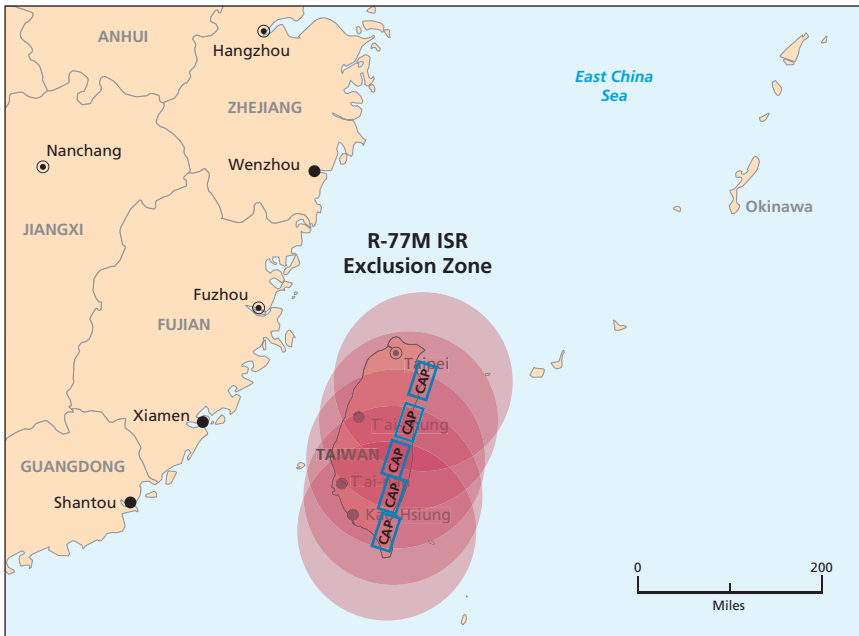 ANHUI
Hangzhou
East China
Sea
ZHEJIANG
Nanchang
Wenzhou
Okinawa
JIANGXI
R-77M ISR
Exclusion Zone
Fuzhou
FUJIAN
Taipei
CAP
Xiamen
CAP
TAIWAN
CAP
GUANGDONG
CAP
Shantou
CAP
0
200
Miles